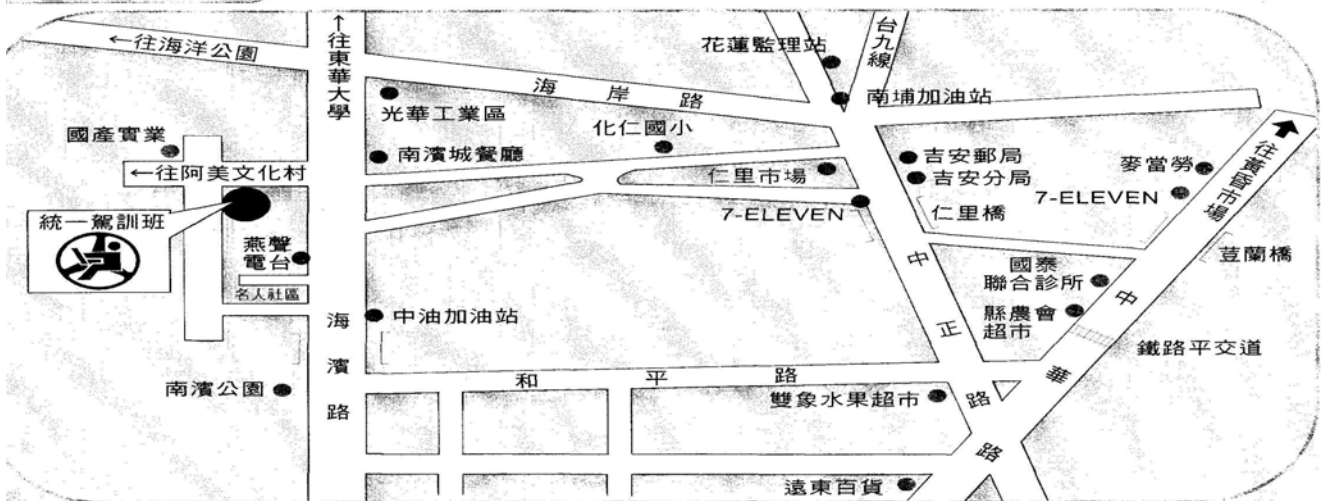 ←往海洋公園
↑往東華大學
花蓮監理站
台九線
海岸路
南埔加油站
光華工業區
化仁國小
國產實業
南濱城餐廳
←往阿美文化村
仁里市場
吉安郵局
吉安分局
麥當勞
往黃昏市場
7-ELEVEN
7-ELEVEN
仁里橋
統一駕訓班
燕聲
電台
名人社區
荳蘭橋
國泰
聯合診所
縣農會
超市
中正路
中華路
中油加油站
海濱路
鐵路平交道
和平路
南濱公園
雙象水果超市
遠東百貨